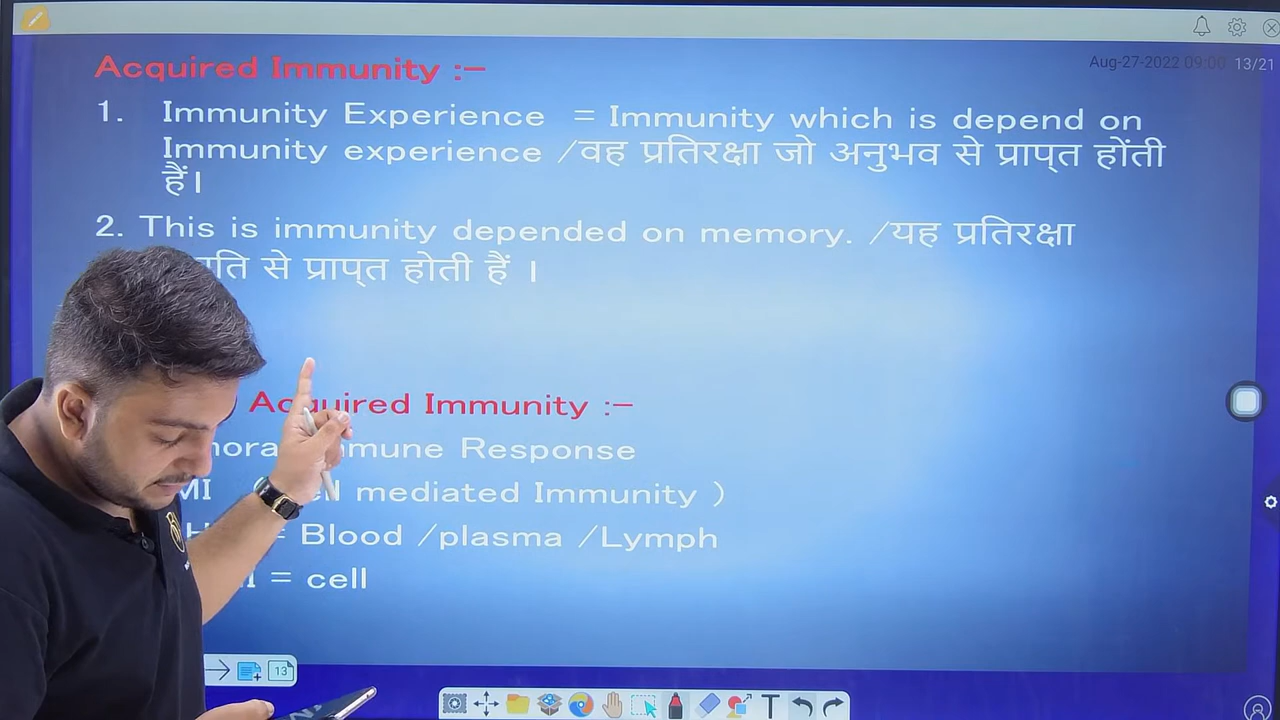 Aug-27-2022 09:00 13/21
Acquired Immunity :-
1. Immunity Experience = Immunity which is depend on
Immunity experience /वह प्रतिरक्षा जो अनुभव से प्राप्त होंती
हैं।
2. This is immunity depended on memory. /यह प्रतिरक्षा
से प्राप्त होती हैं ।
Acquired Immunity :-
Immune Response
mediated Immunity )
= Blood /plasma /Lymph
= cell
13
T